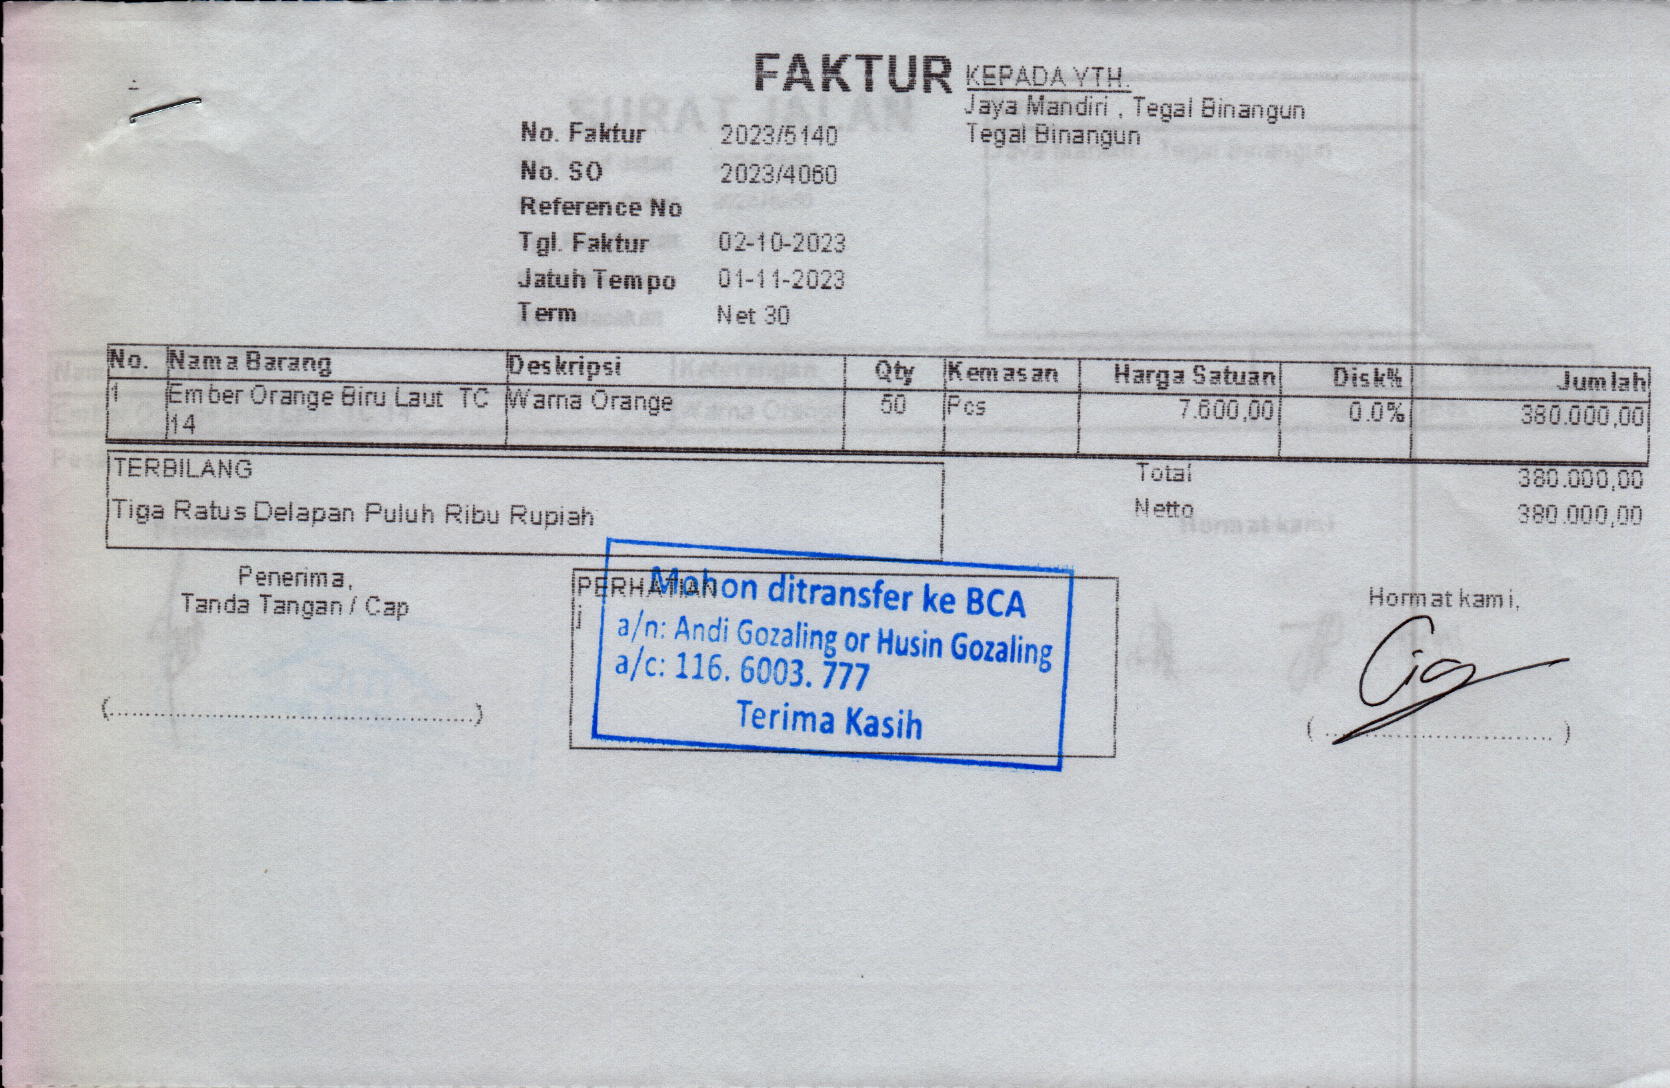 FAKTUR
KEPADA YTH.
Jaya Mandiri , Tegal Binangun
Tegal Binangun
No. Faktur 2023/5140
No. SO 2023/4060
Reference No
Tgl. Faktur 02-10-2023
Jatuh Tempo 01-11-2023
Term Net 30
No. Nama Barang Deskripsi Qty Kemasan Harga Satuan Disk% Jumlah
1 Ember Orange Biru Laut TC Warna Orange 50 Pcs 7.600,00 0.0% 380.000,00
14
TERBILANG
Tiga Ratus Delapan Puluh Ribu Rupiah
Total 380.000,00
Netto 380.000,00
Penerima,
Tanda Tangan / Cap
(................................................)
PERHATIAN
j
Mohon ditransfer ke BCA
a/n: Andi Gozaling or Husin Gozaling
a/c: 116. 6003. 777
Terima Kasih
Hormat kami,
( .............................. )
SURAT JALAN